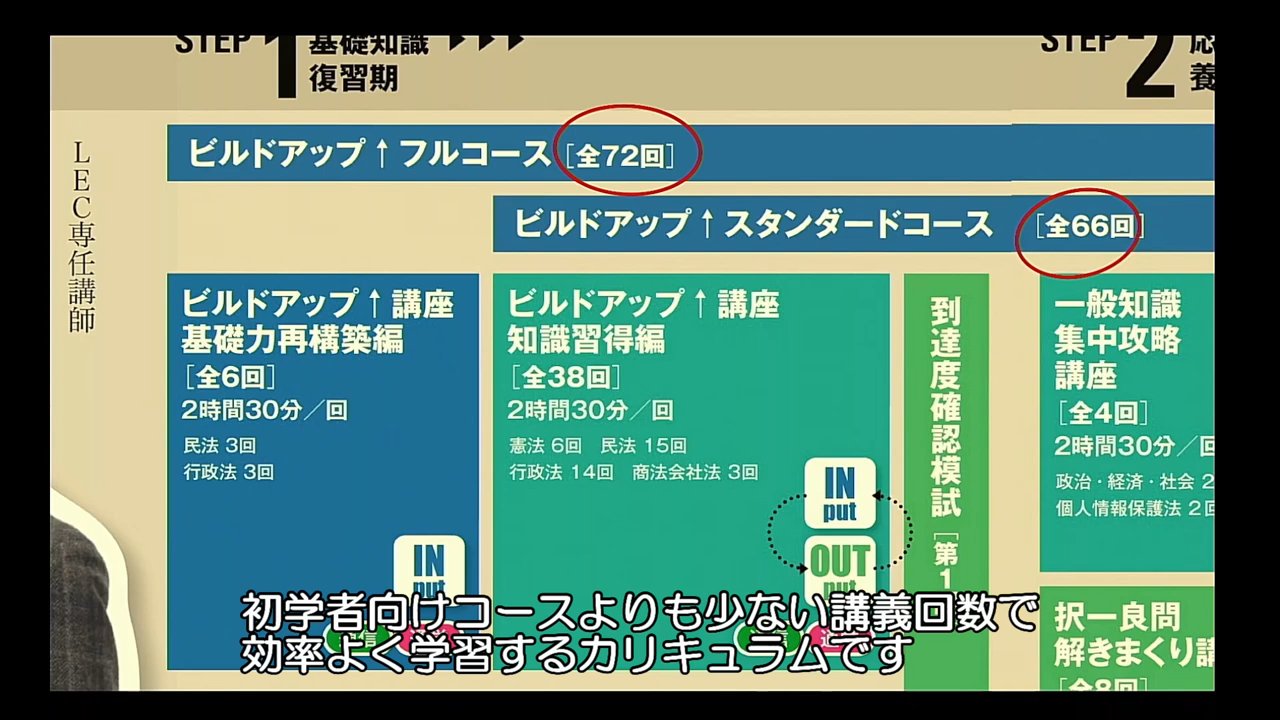 STEP 1 基礎知識 ▶▶▶
復習期
STEP 2
LEC専任講師
ビルドアップ↑フルコース [全72回]
ビルドアップ↑スタンダードコース [全66回]
ビルドアップ↑講座
基礎力再構築編
[全6回]
2時間30分／回
民法 3回
行政法 3回
IN
put
ビルドアップ↑講座
知識習得編
[全38回]
2時間30分／回
憲法 6回 民法 15回
行政法 14回 商法会社法 3回
IN
put
OUT
put
到達度確認模試 [第1
一般知識
集中攻略
講座
[全4回]
2時間30分／回
政治・経済・社会 2
個人情報保護法 2回
択一良問
解きまくり講
[全8回]
初学者向けコースよりも少ない講義回数で
効率よく学習するカリキュラムです